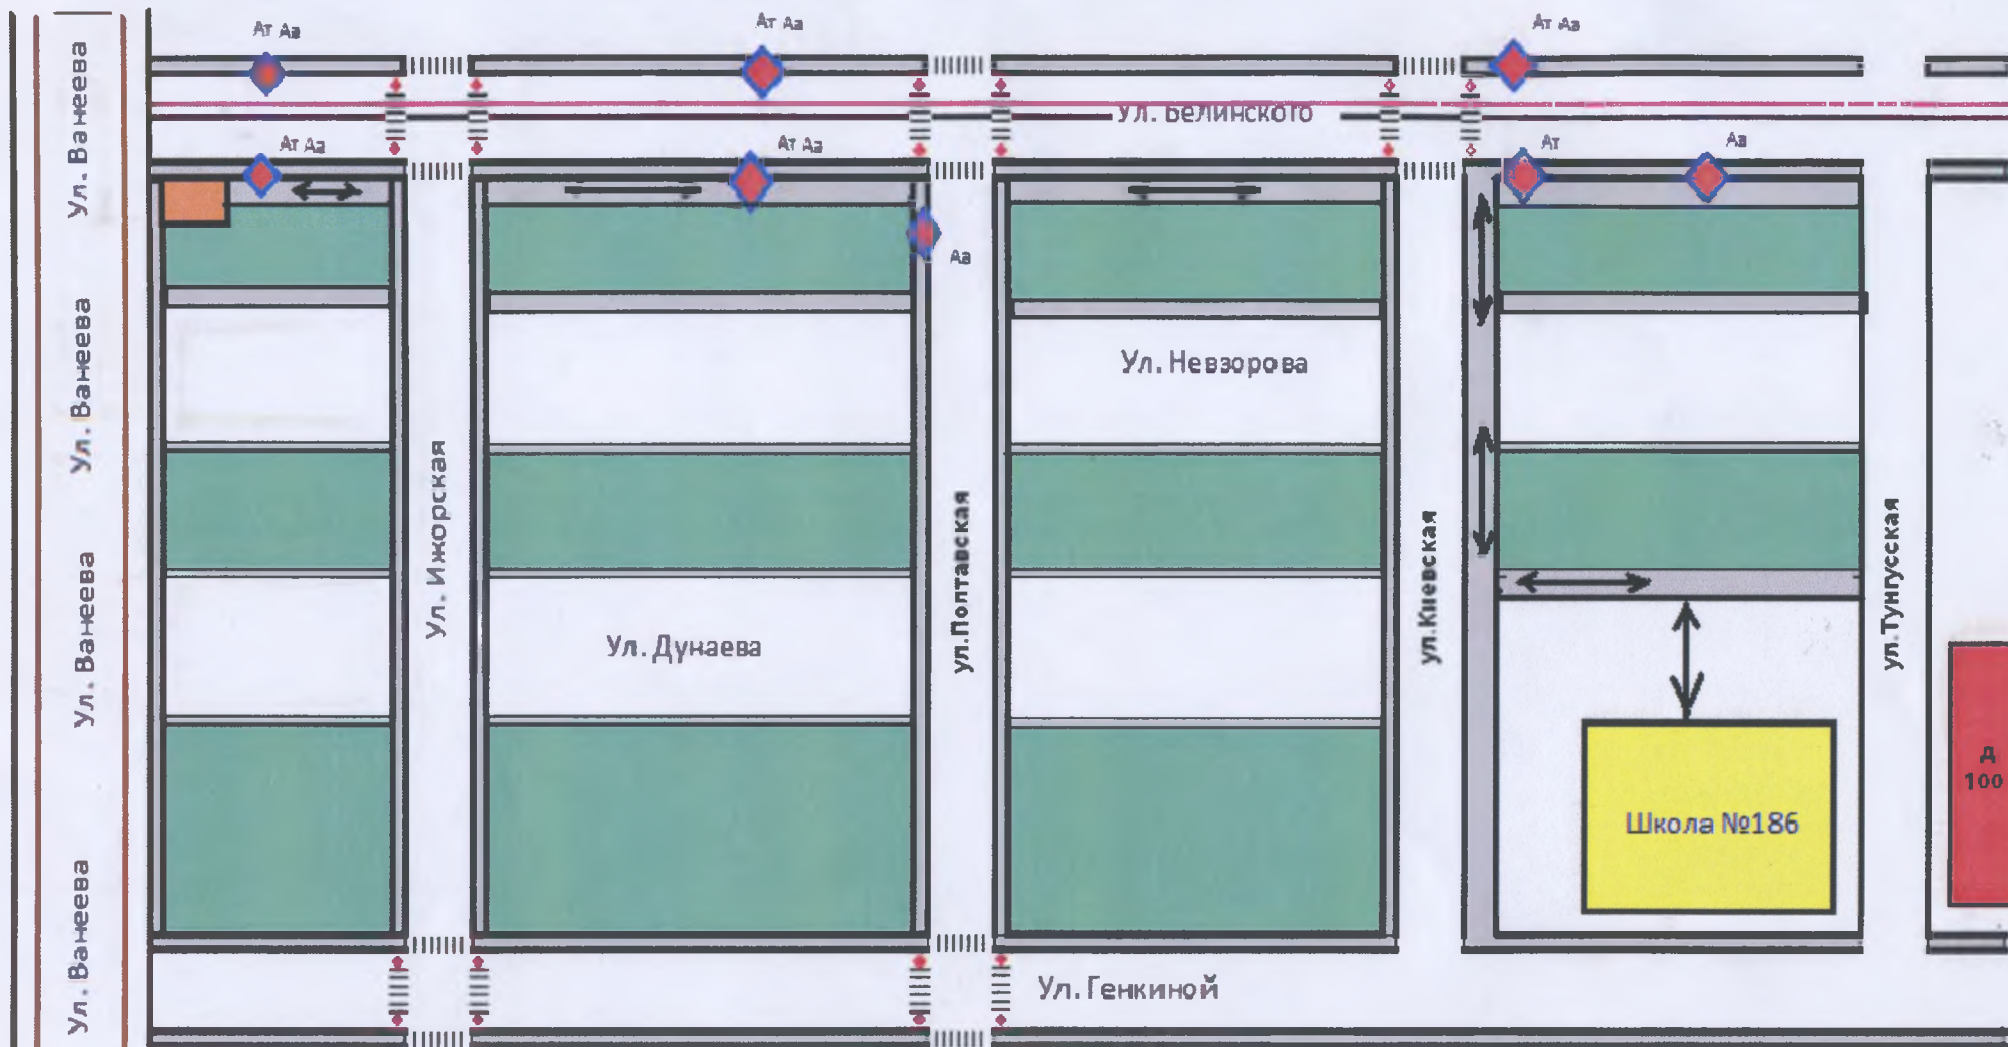 Ат Аа
Ат Аа
Ат Аа
Ул. Белинского
Ат Аа
Ат Аа
Ат
Аа
Аа
Ул. Ванеева
Ул. Ванеева
Ул. Ванеева
Ул. Ванеева
Ул. Невзорова
Ул. Ижорская
ул.Полтавская
ул.Киевская
ул.Тунгусская
Ул. Дунаева
Школа №186
Д
100
Ул. Генкиной